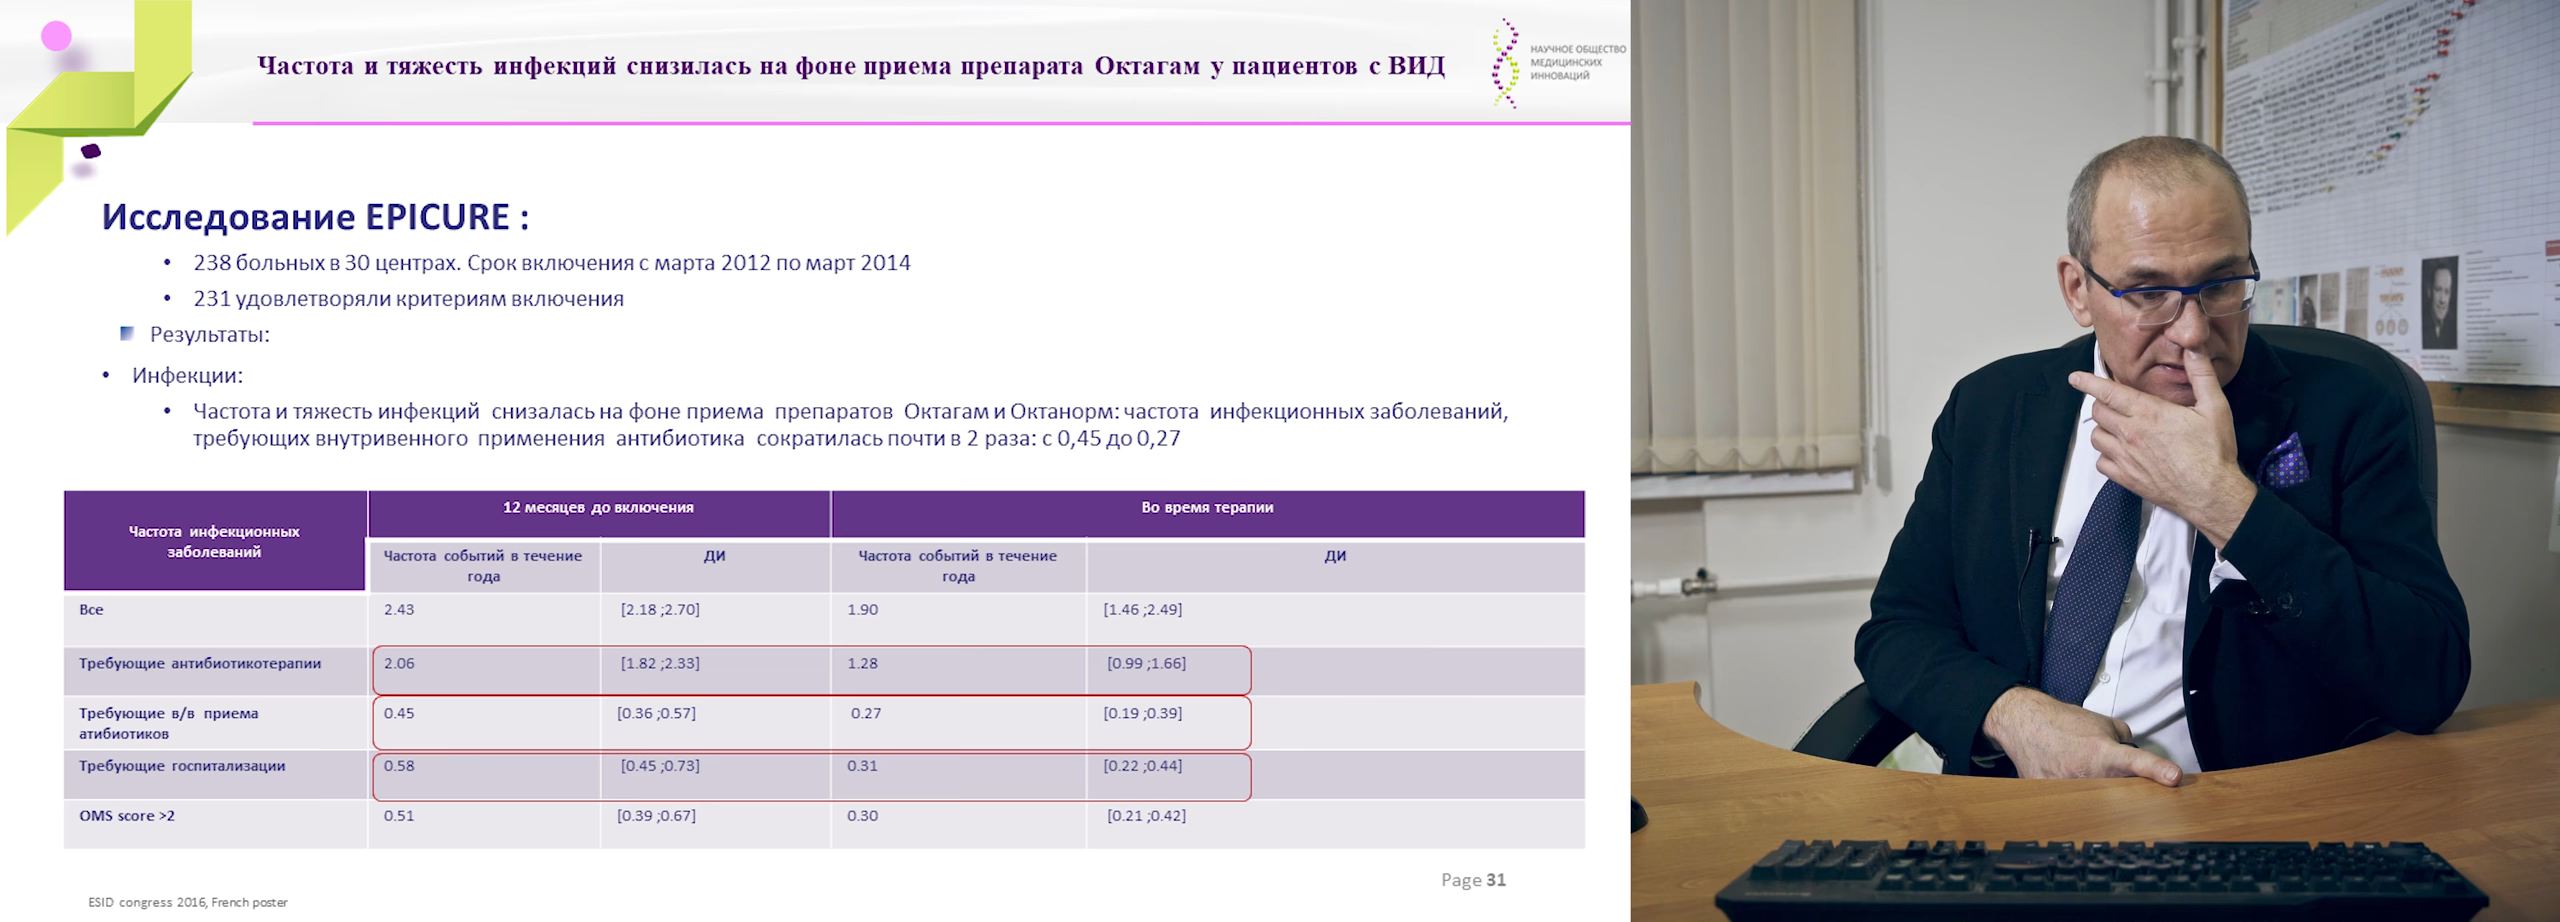 Частота и тяжесть инфекций снизилась на фоне приема препарата Октагам у пациентов с ВИД
НАУЧНОЕ ОБЩЕСТВО
МЕДИЦИНСКИХ
ИННОВАЦИЙ
Исследование EPICURE :
• 238 больных в 30 центрах. Срок включения с марта 2012 по март 2014
• 231 удовлетворяли критериям включения
Результаты:
• Инфекции:
• Частота и тяжесть инфекций снизалась на фоне приема препаратов Октагам и Октанорм: частота инфекционных заболеваний,
требующих внутривенного применения антибиотика сократилась почти в 2 раза: с 0,45 до 0,27
Частота инфекционных
заболеваний
12 месяцев до включения
Во время терапии
Частота событий в течение
года
ДИ
Частота событий в течение
года
ДИ
Все 2.43 [2.18 ;2.70] 1.90 [1.46 ;2.49]
Требующие антибиотикотерапии 2.06 [1.82 ;2.33] 1.28 [0.99 ;1.66]
Требующие в/в приема
атибиотиков
0.45 [0.36 ;0.57] 0.27 [0.19 ;0.39]
Требующие госпитализации 0.58 [0.45 ;0.73] 0.31 [0.22 ;0.44]
OMS score >2 0.51 [0.39 ;0.67] 0.30 [0.21 ;0.42]
Page 31
ESID congress 2016, French poster